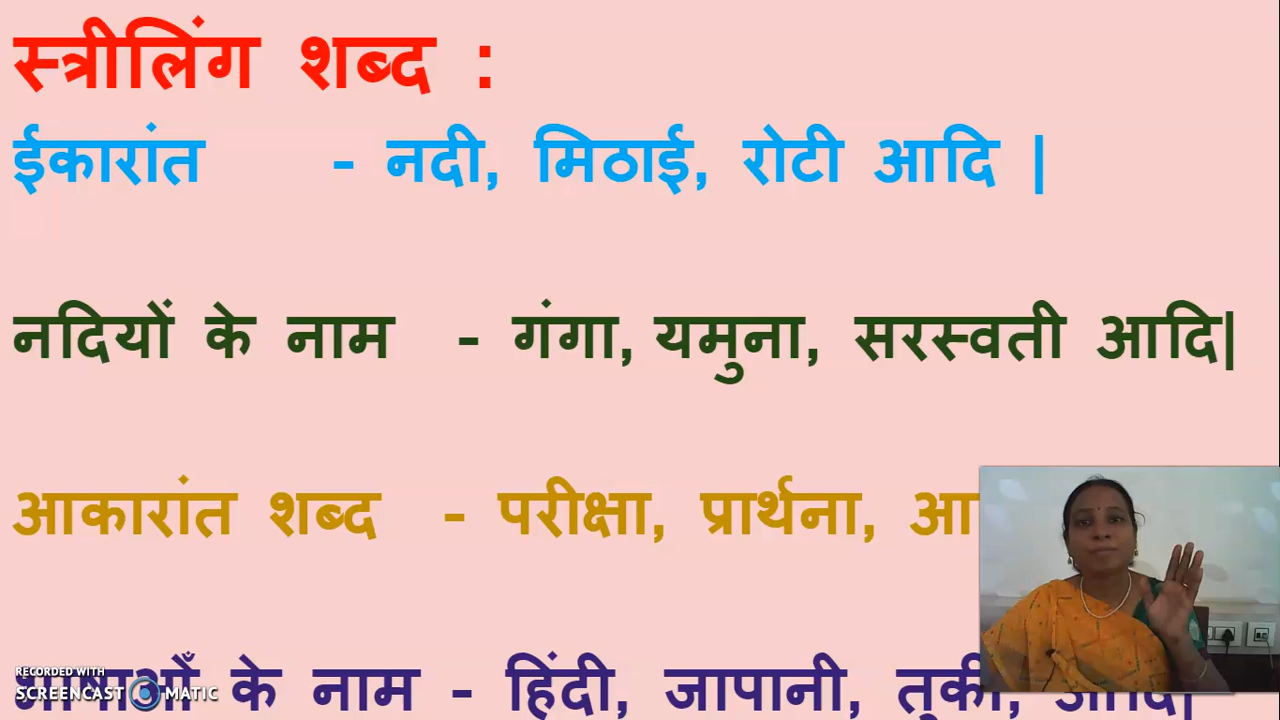 स्त्रीलिंग शब्द :
ईकारांत - नदी, मिठाई, रोटी आदि |
नदियों के नाम - गंगा, यमुना, सरस्वती आदि|
आकारांत शब्द - परीक्षा, प्रार्थना,
के नाम - हिंदी, जापानी,
RECORDED WITH
SCREENCAST MATIC